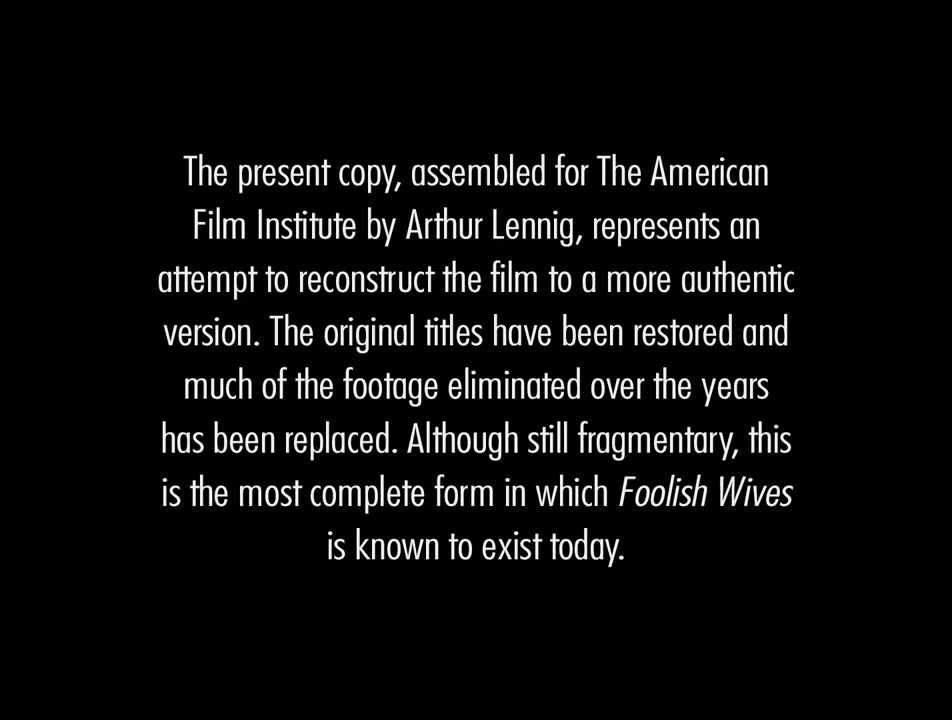 The present copy, assembled for The American
Film Institute by Arthur Lennig, represents an
attempt to reconstruct the film to a more authentic
version. The original titles have been restored and
much of the footage eliminated over the years
has been replaced. Although still fragmentary, this
is the most complete form in which Foolish Wives
is known to exist today.